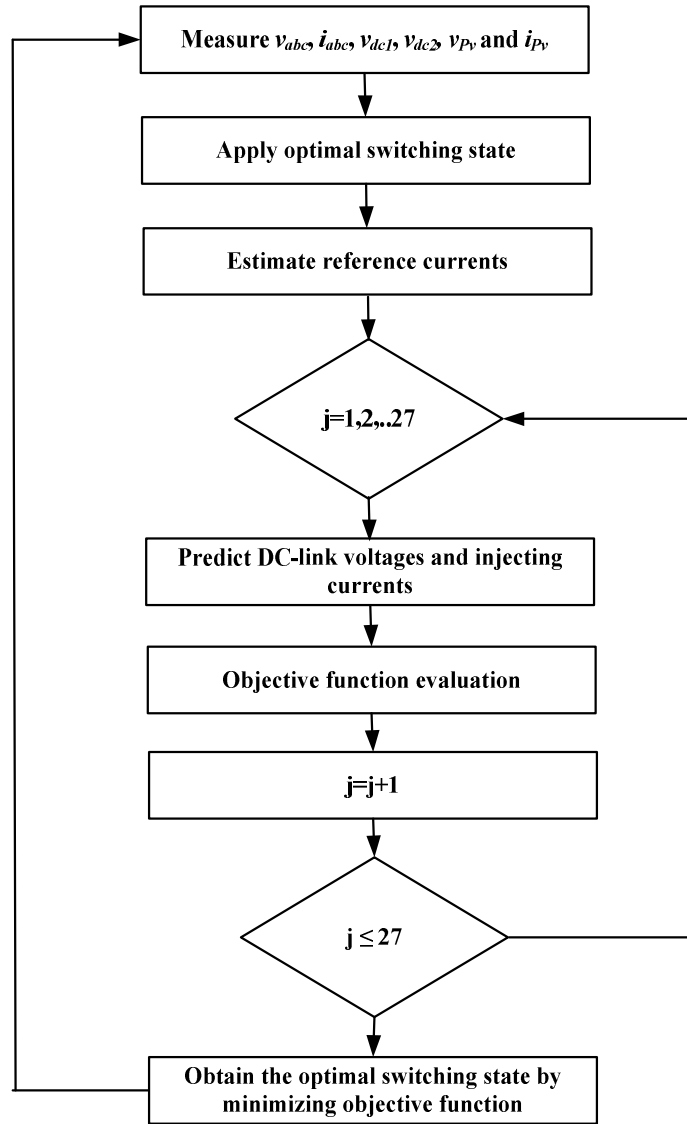 Measure vabc, iabc, vdc1, vdc2, vPv and iPv
Apply optimal switching state
Estimate reference currents
j=1,2,..27
Predict DC-link voltages and injecting
currents
Objective function evaluation
j=j+1
j ≤ 27
Obtain the optimal switching state by
minimizing objective function